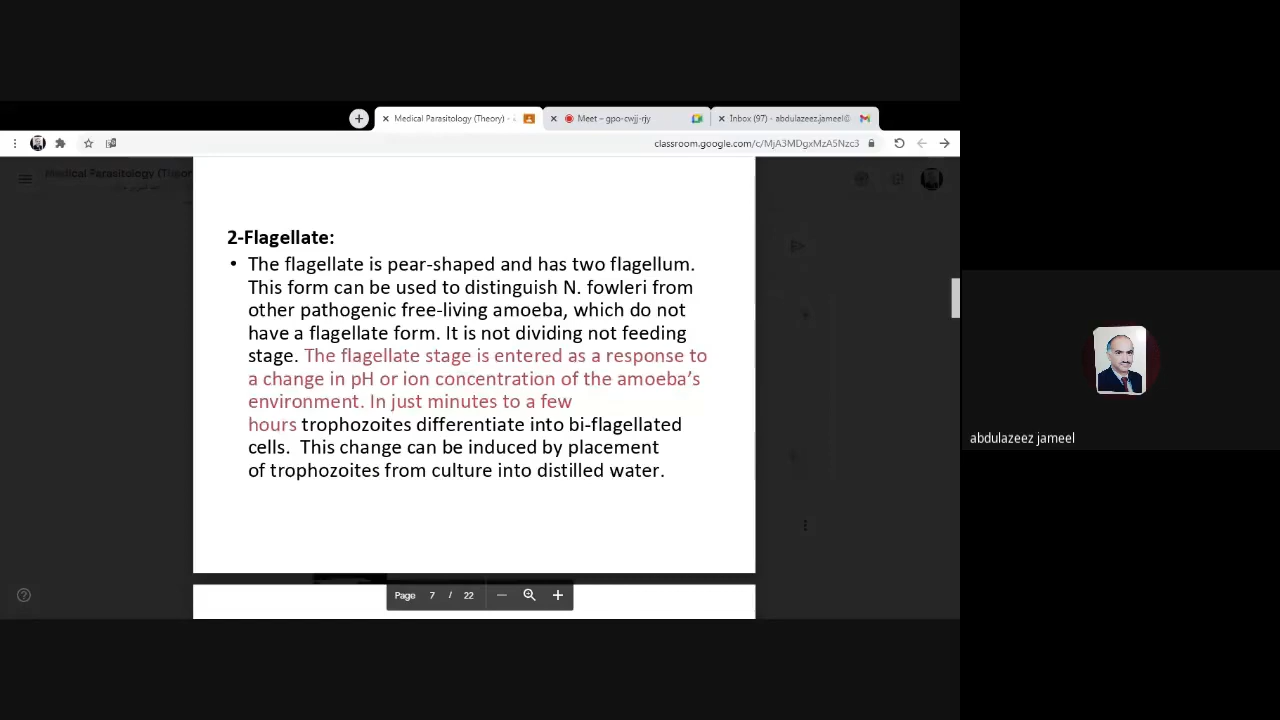 Medical Parasitology (Theory) -
Meet – gpo-cwjj-rjy
Inbox (97) - abdulazeez.jameel@
classroom.google.com/c/MjA3MDgxMzA5Nzc3
Medical Parasitology (Theor
2-Flagellate:
• The flagellate is pear-shaped and has two flagellum.
This form can be used to distinguish N. fowleri from
other pathogenic free-living amoeba, which do not
have a flagellate form. It is not dividing not feeding
stage. The flagellate stage is entered as a response to
a change in pH or ion concentration of the amoeba's
environment. In just minutes to a few
hours trophozoites differentiate into bi-flagellated
cells. This change can be induced by placement
of trophozoites from culture into distilled water.
abdulazeez jameel
Page 7 / 22